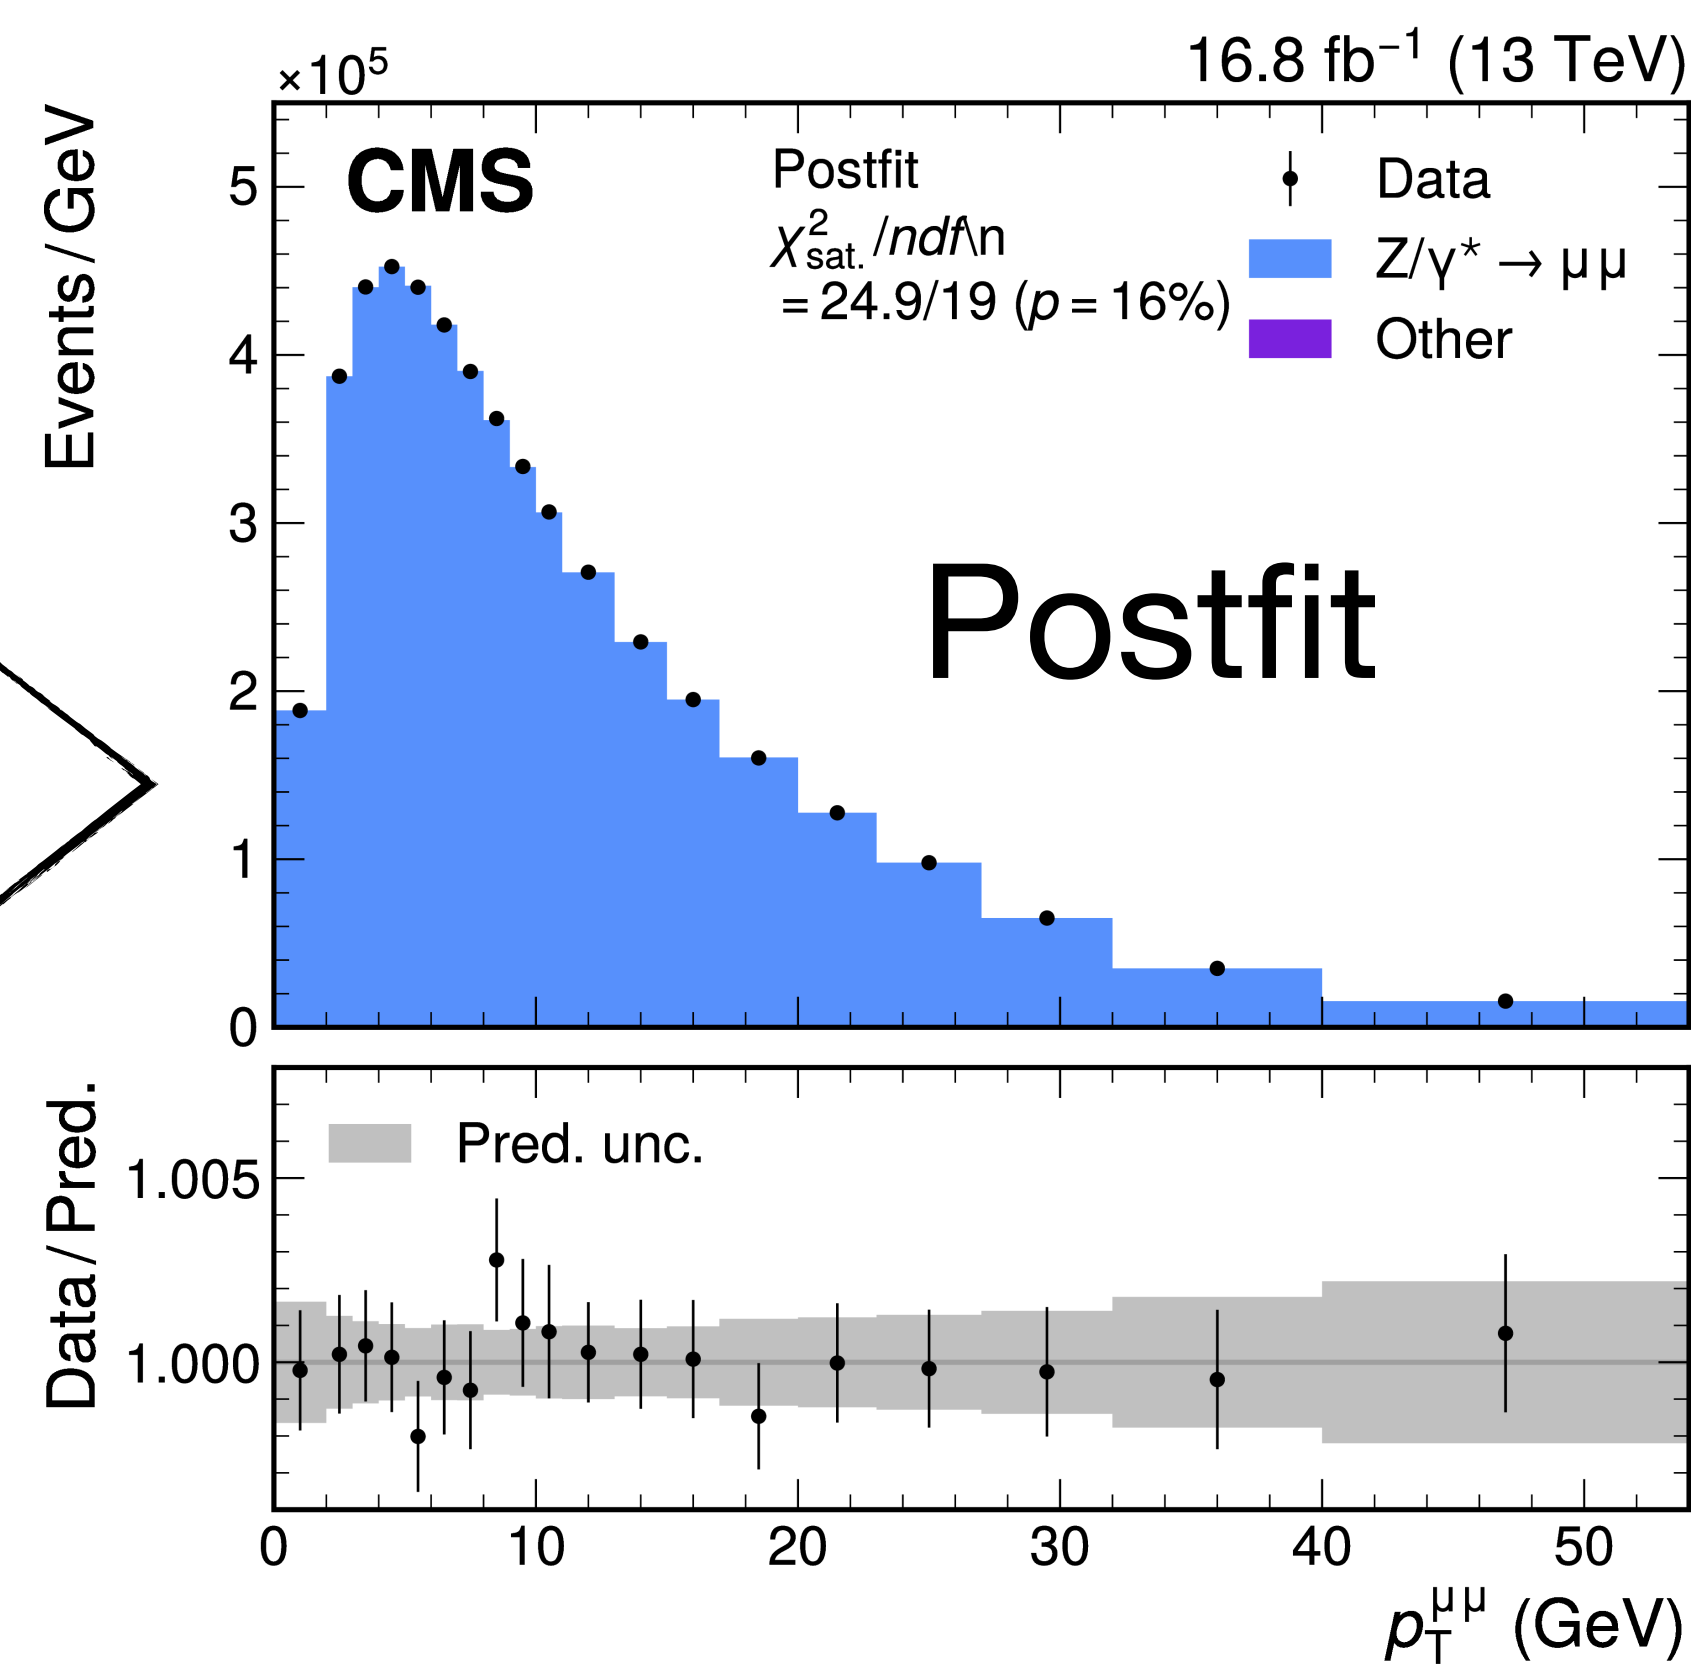 ×10⁵
16.8 fb⁻¹ (13 TeV)
Events/GeV
CMS
Postfit
χ²sat./ndf\n
=24.9/19 (p=16%)
Data
Z/γ* → μμ
Other
5
4
3
2
1
0
Postfit
Data/Pred.
Pred. unc.
1.005
1.000
0 10 20 30 40 50
pTμμ (GeV)